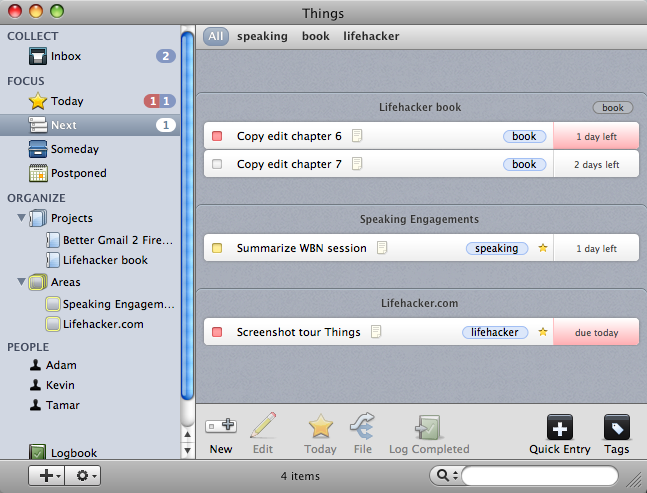 Things
COLLECT
Inbox 2
FOCUS
Today 1 1
Next 1
Someday
Postponed
ORGANIZE
Projects
Better Gmail 2 Fire...
Lifehacker book
Areas
Speaking Engagem...
Lifehacker.com
PEOPLE
Adam
Kevin
Tamar
Logbook
All speaking book lifehacker
Lifehacker book book
Copy edit chapter 6 book 1 day left
Copy edit chapter 7 book 2 days left
Speaking Engagements
Summarize WBN session speaking 1 day left
Lifehacker.com
Screenshot tour Things lifehacker due today
New Edit Today File Log Completed Quick Entry Tags
4 items